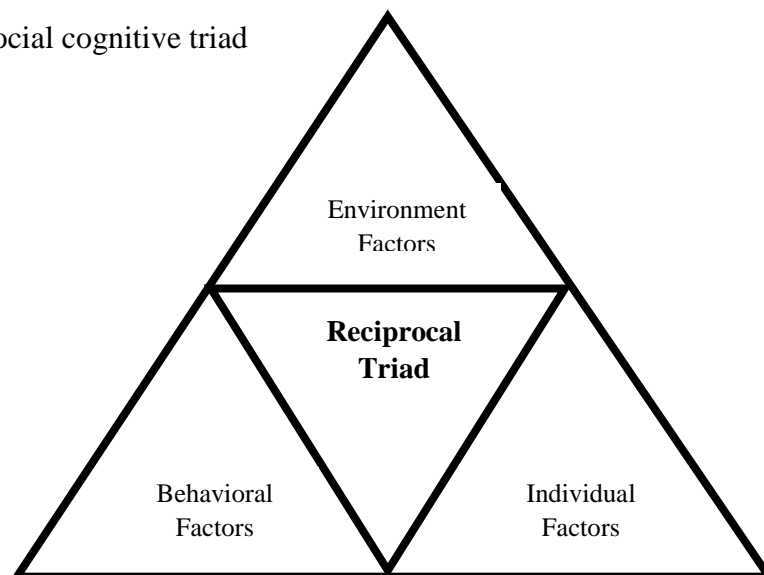 ocial cognitive triad
Environment
Factors
Reciprocal
Triad
Behavioral
Factors
Individual
Factors